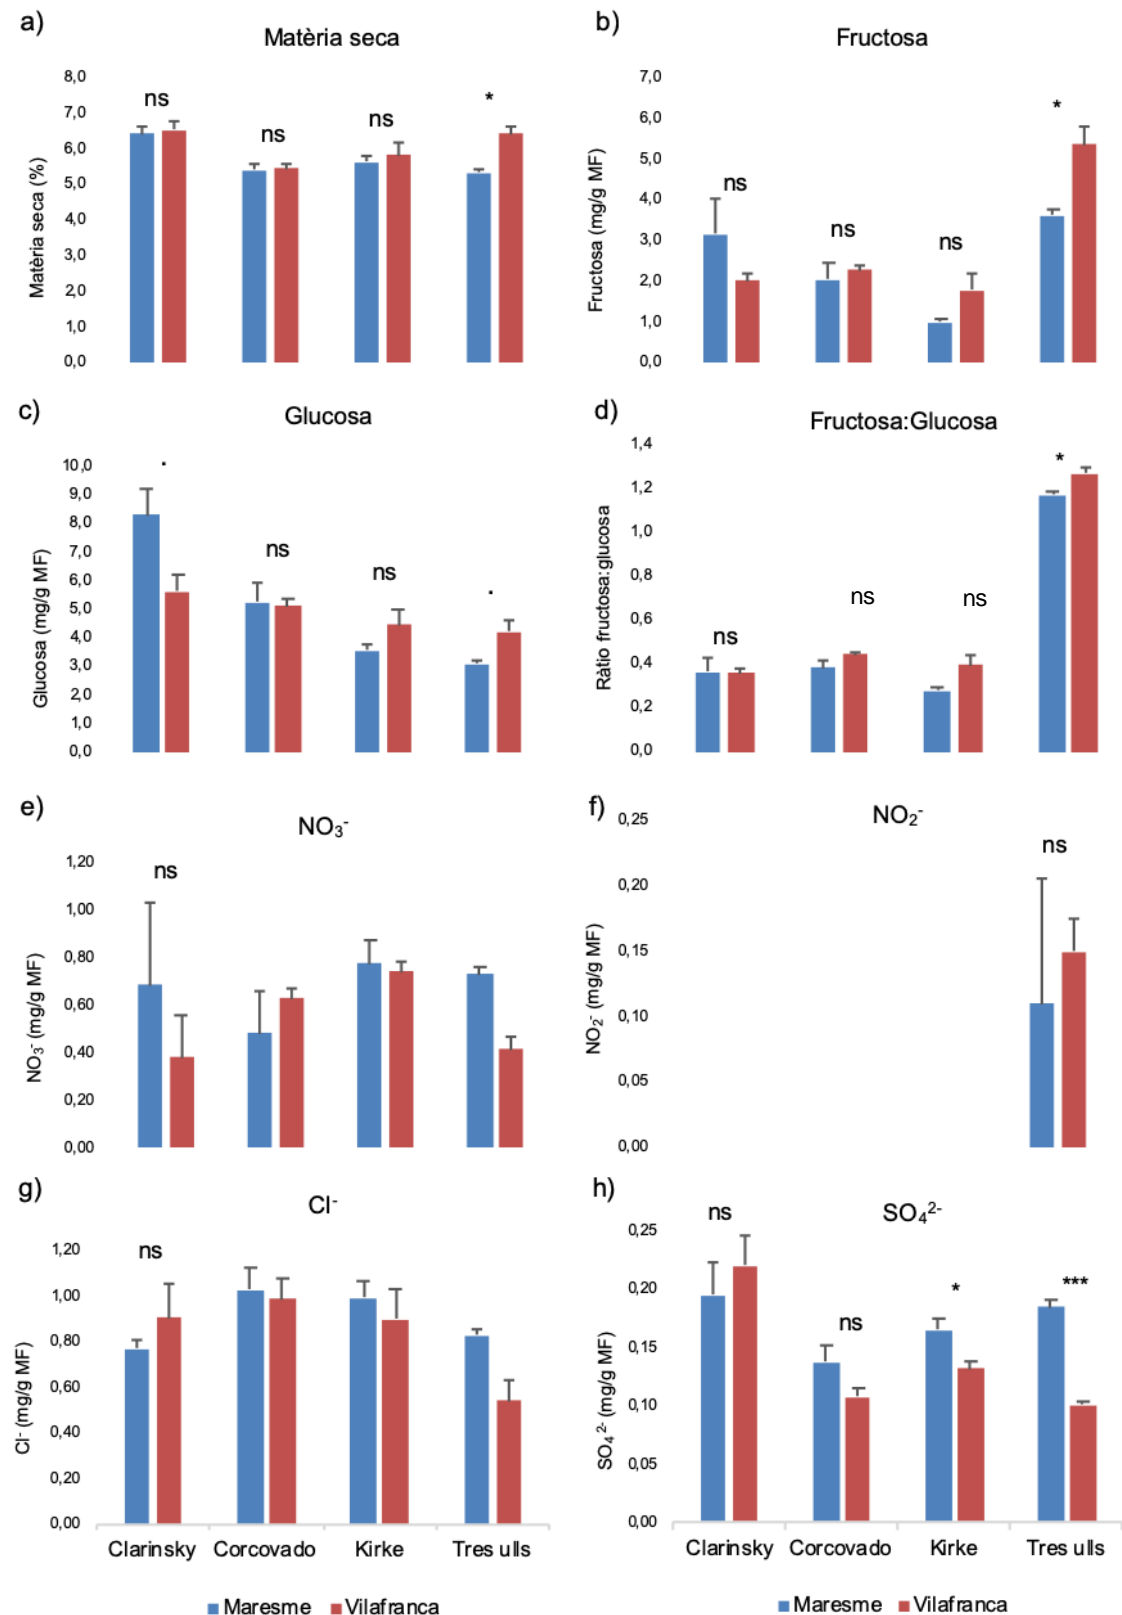 a)
Matèria seca
Matèria seca (%)
8,0
7,0
6,0
5,0
4,0
3,0
2,0
1,0
0,0
ns
ns
ns
*
b)
Fructosa
Fructosa (mg/g MF)
7,0
6,0
5,0
4,0
3,0
2,0
1,0
0,0
ns
ns
ns
*
c)
Glucosa
Glucosa (mg/g MF)
10,0
9,0
8,0
7,0
6,0
5,0
4,0
3,0
2,0
1,0
0,0
.
ns
ns
.
d)
Fructosa:Glucosa
Ràtio fructosa:glucosa
1,4
1,2
1,0
0,8
0,6
0,4
0,2
0,0
ns
ns
ns
*
e)
NO₃⁻
NO₃⁻ (mg/g MF)
1,20
1,00
0,80
0,60
0,40
0,20
0,00
ns
f)
NO₂⁻
NO₂⁻ (mg/g MF)
0,25
0,20
0,15
0,10
0,05
0,00
ns
g)
Cl⁻
Cl⁻ (mg/g MF)
1,20
1,00
0,80
0,60
0,40
0,20
0,00
ns
Clarinsky Corcovado Kirke Tres ulls
Maresme Vilafranca
h)
SO₄²⁻
SO₄²⁻ (mg/g MF)
0,25
0,20
0,15
0,10
0,05
0,00
ns
ns
*
***
Clarinsky Corcovado Kirke Tres ulls
Maresme Vilafranca